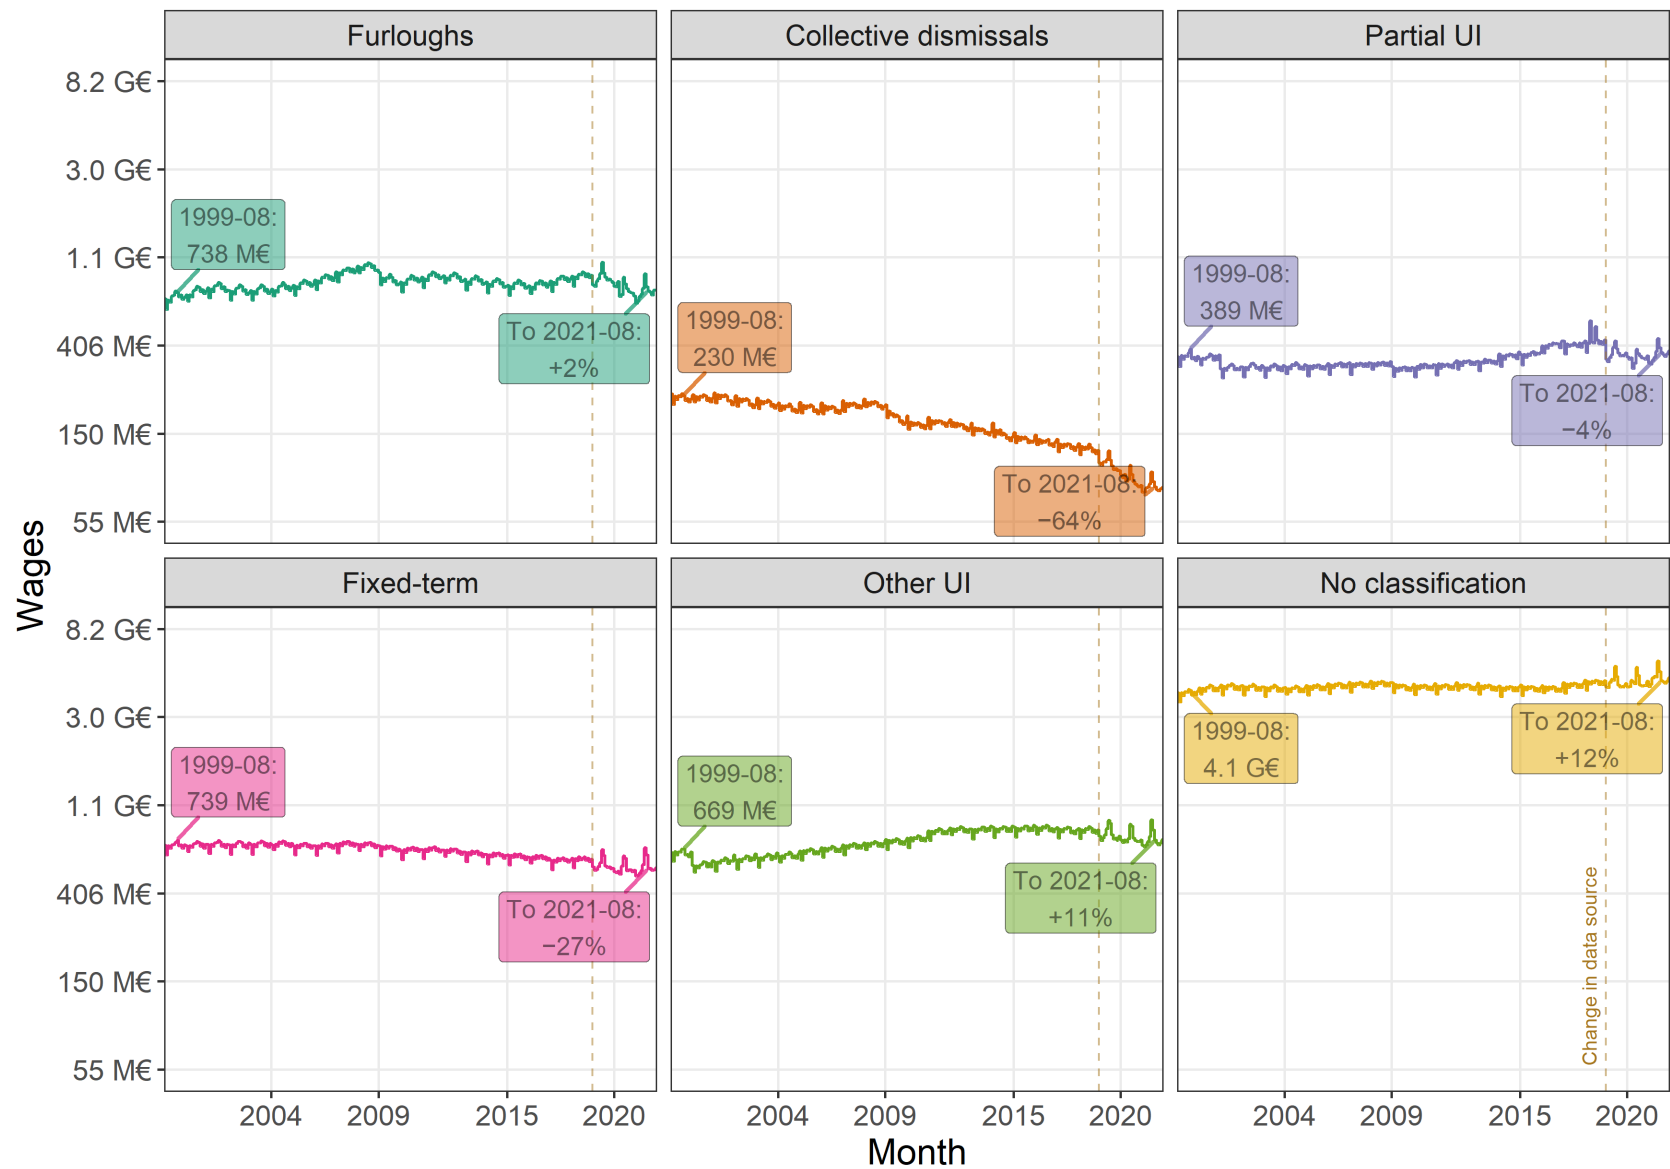 Furloughs
Collective dismissals
Partial UI
8.2 G€
3.0 G€
1.1 G€
406 M€
150 M€
55 M€
1999-08:
738 M€
To 2021-08:
+2%
1999-08:
230 M€
To 2021-08:
−64%
1999-08:
389 M€
To 2021-08:
−4%
Wages
Fixed-term
Other UI
No classification
8.2 G€
3.0 G€
1.1 G€
406 M€
150 M€
55 M€
1999-08:
739 M€
To 2021-08:
−27%
1999-08:
669 M€
To 2021-08:
+11%
1999-08:
4.1 G€
To 2021-08:
+12%
Change in data source
2004 2009 2015 2020
2004 2009 2015 2020
2004 2009 2015 2020
Month